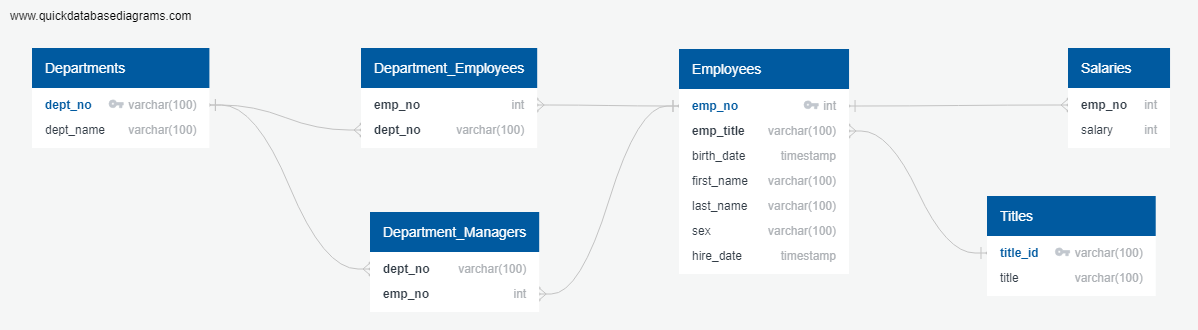 www.quickdatabasediagrams.com
Departments
dept_no varchar(100)
dept_name varchar(100)
Department_Employees
emp_no int
dept_no varchar(100)
Department_Managers
dept_no varchar(100)
emp_no int
Employees
emp_no int
emp_title varchar(100)
birth_date timestamp
first_name varchar(100)
last_name varchar(100)
sex varchar(100)
hire_date timestamp
Salaries
emp_no int
salary int
Titles
title_id varchar(100)
title varchar(100)